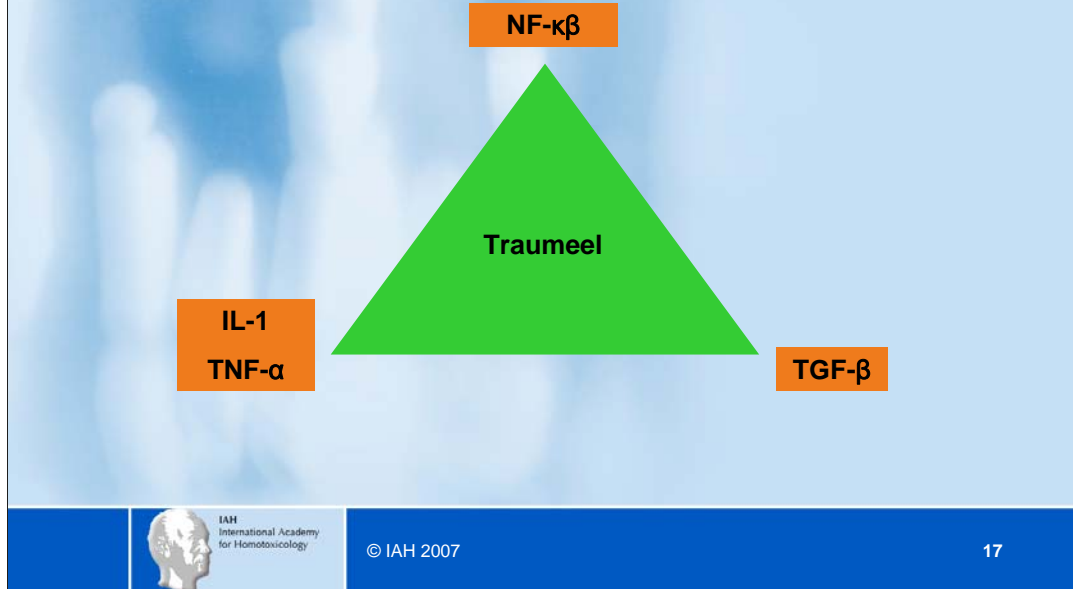 NF-κβ
Traumeel
IL-1
TNF-α
TGF-β
IAH
International Academy
for Homotoxicology
© IAH 2007
17